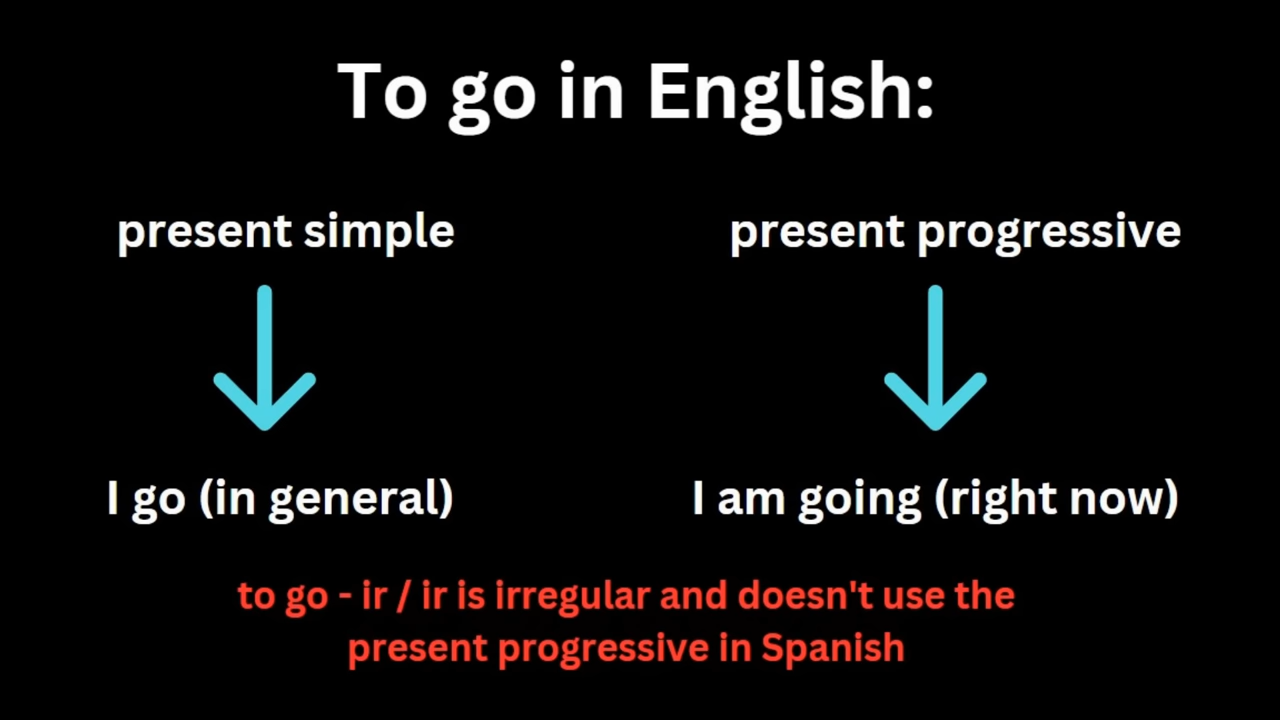 To go in English:
present simple
present progressive
I go (in general)
I am going (right now)
to go - ir / ir is irregular and doesn't use the
present progressive in Spanish